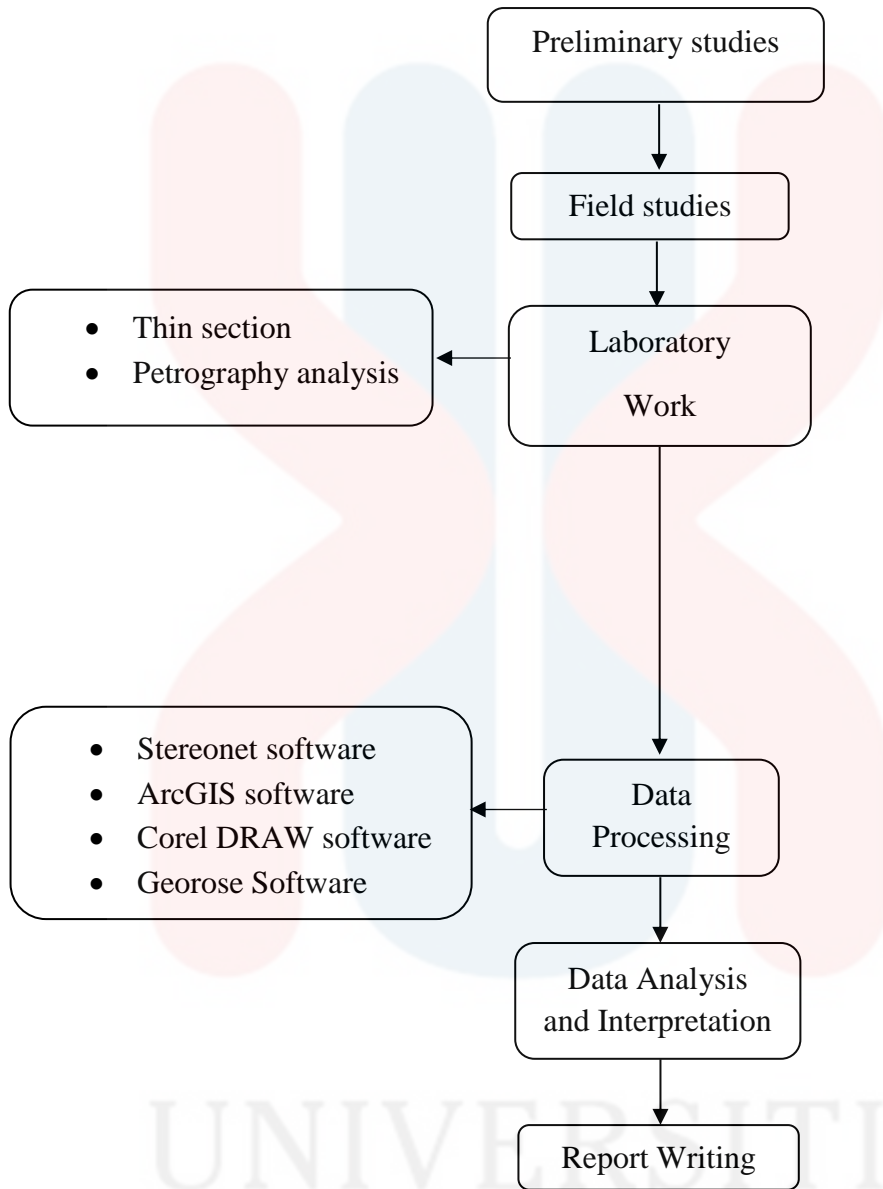 Preliminary studies
Field studies
• Thin section
• Petrography analysis
Laboratory
Work
• Stereonet software
• ArcGIS software
• Corel DRAW software
• Georose Software
Data
Processing
Data Analysis
and Interpretation
Report Writing
UNIVERSITI